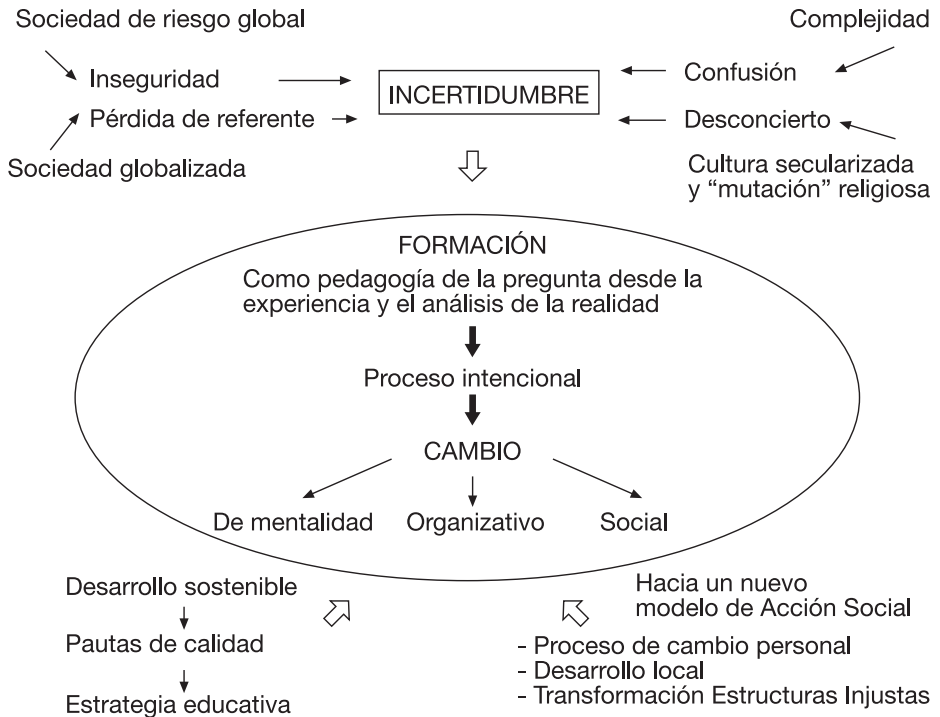 Sociedad de riesgo global
Complejidad
Inseguridad
Confusión
INCERTIDUMBRE
Pérdida de referente
Desconcierto
Sociedad globalizada
Cultura secularizada
y “mutación” religiosa
FORMACIÓN
Como pedagogía de la pregunta desde la
experiencia y el análisis de la realidad
Proceso intencional
CAMBIO
De mentalidad
Organizativo
Social
Desarrollo sostenible
Pautas de calidad
Estrategia educativa
Hacia un nuevo
modelo de Acción Social
- Proceso de cambio personal
- Desarrollo local
- Transformación Estructuras Injustas